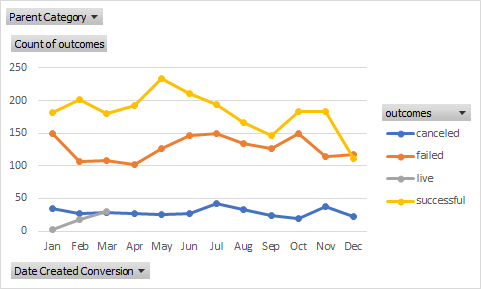 Parent Category
Count of outcomes
250
200
150
100
50
0
Jan Feb Mar Apr May Jun Jul Aug Sep Oct Nov Dec
outcomes
canceled
failed
live
successful
Date Created Conversion